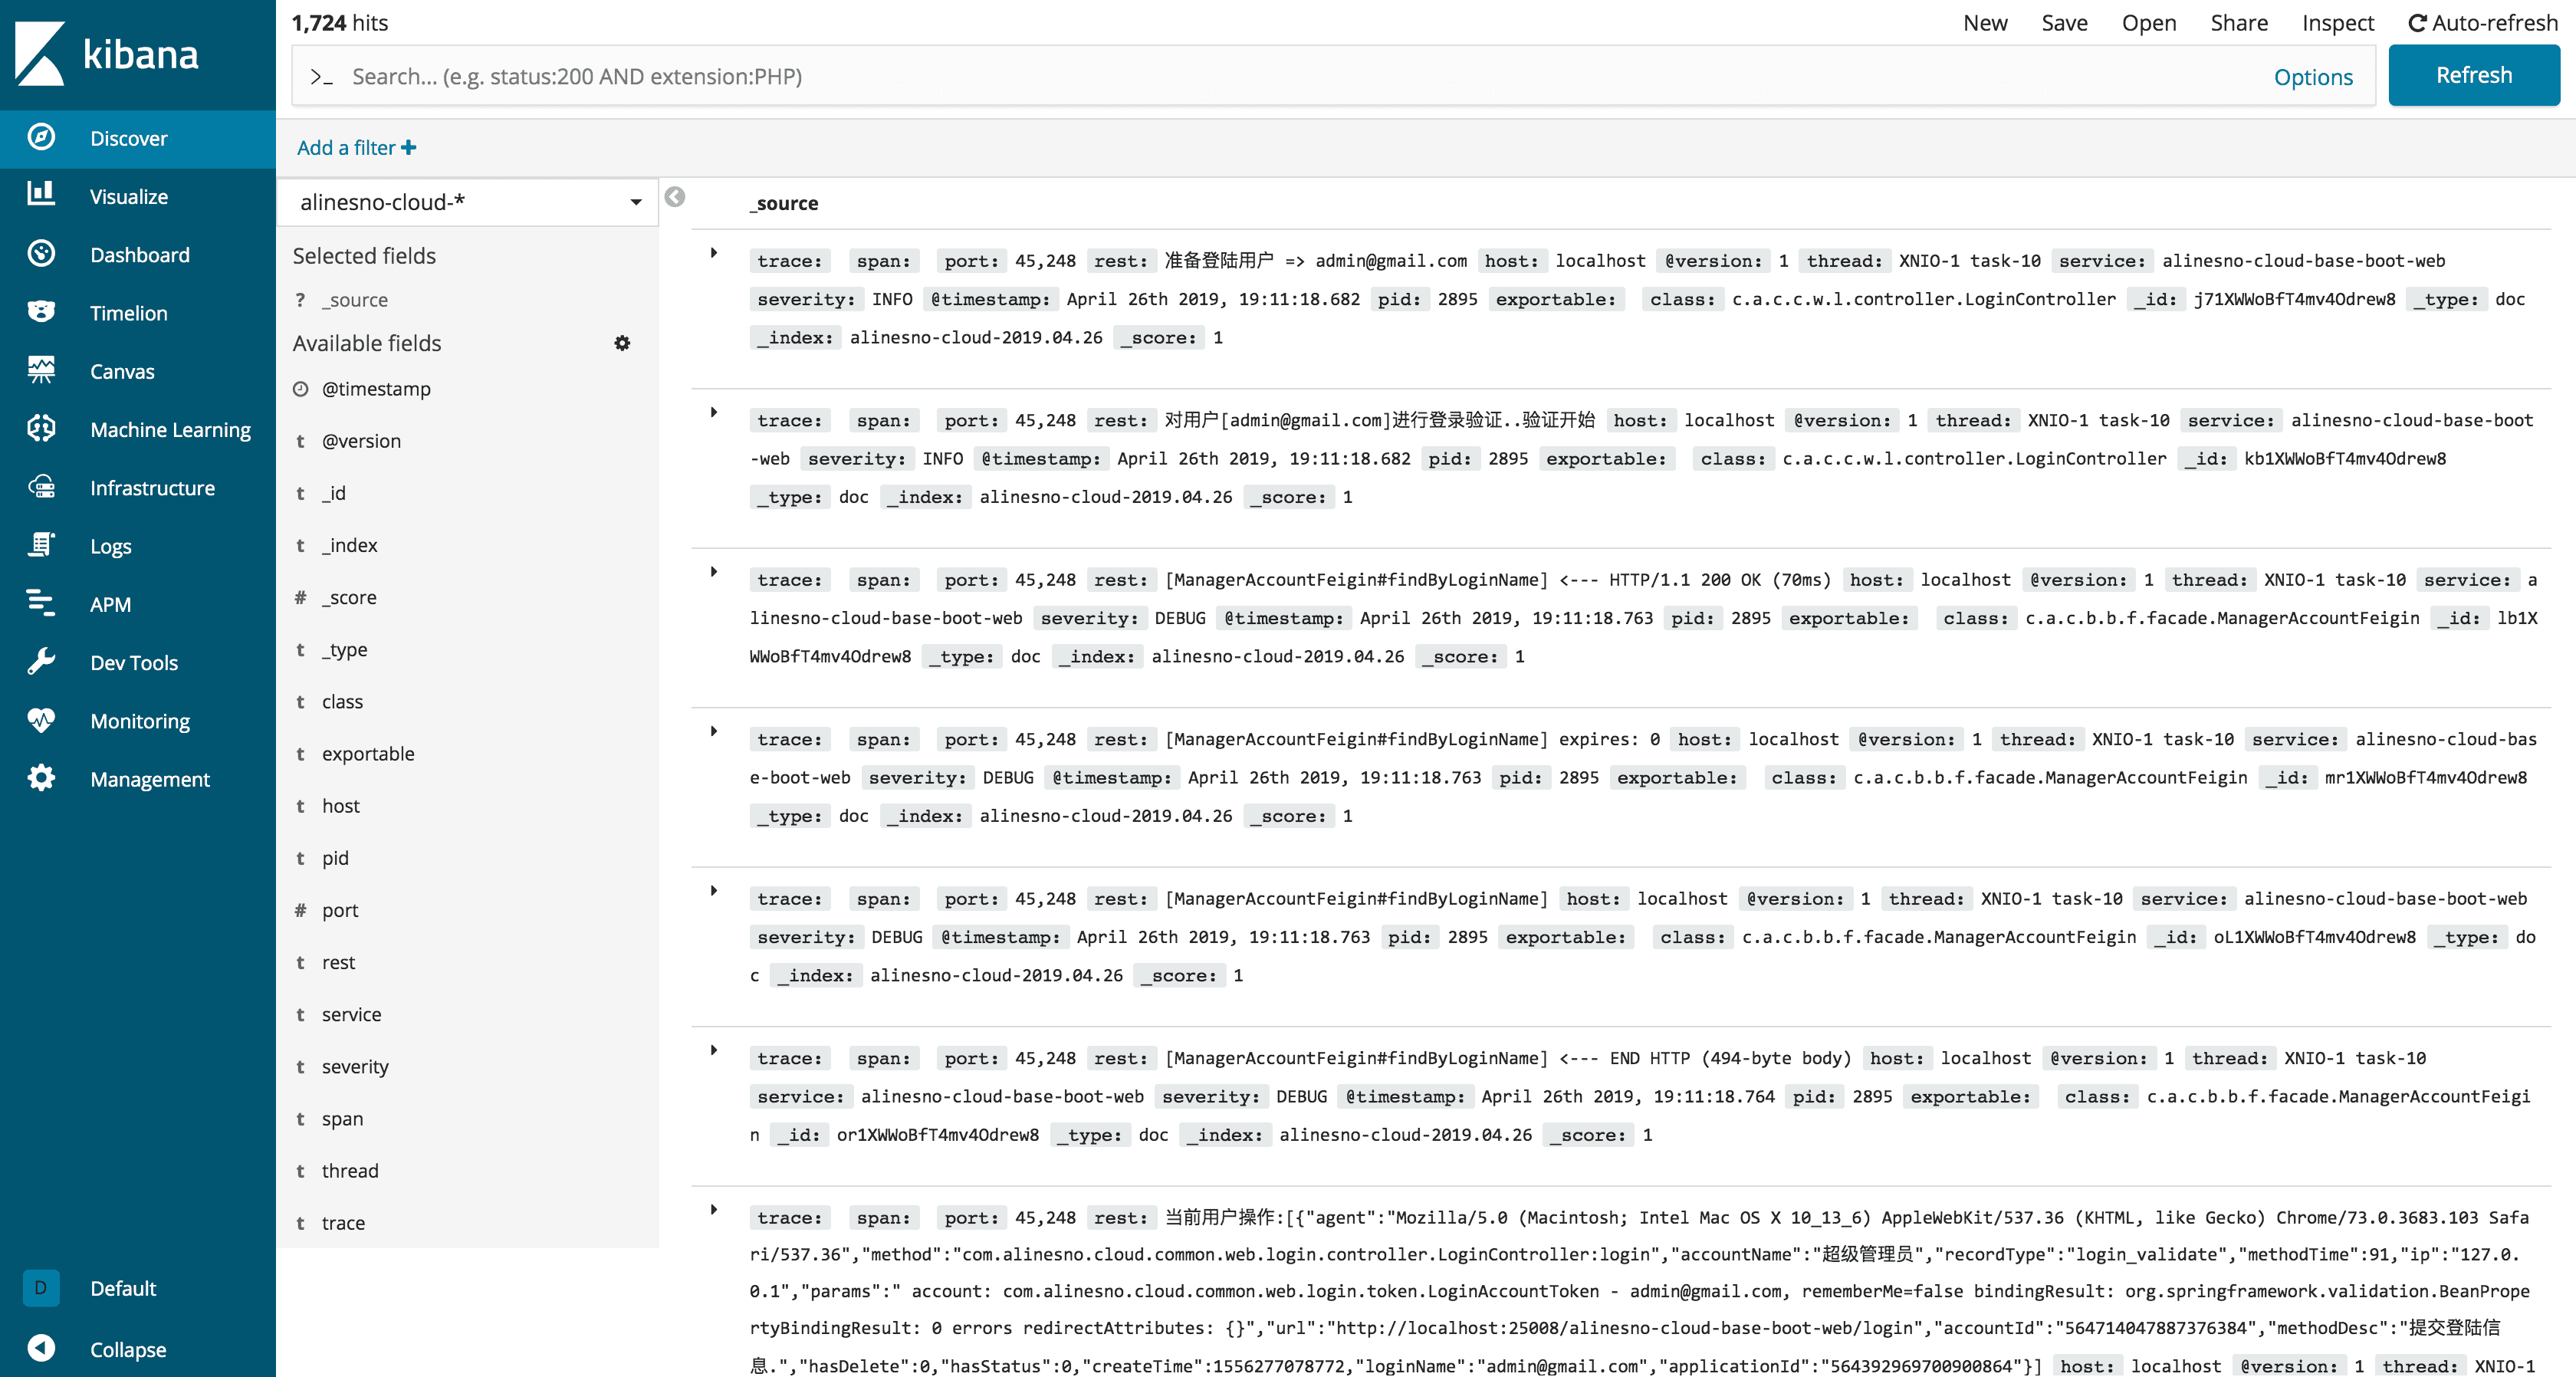 kibana
Discover
Visualize
Dashboard
Timelion
Canvas
Machine Learning
Infrastructure
Logs
APM
Dev Tools
Monitoring
Management
D Default
Collapse
1,724 hits
New Save Open Share Inspect Auto-refresh
>_ Search... (e.g. status:200 AND extension:PHP) Options Refresh
Add a filter +
alinesno-cloud-*
Selected fields
? _source
Available fields
@timestamp
t @version
t _id
t _index
# _score
t _type
t class
t exportable
t host
t pid
# port
t rest
t service
t severity
t span
t thread
t trace
_source
trace: span: port: 45,248 rest: 准备登陆用户 => admin@gmail.com host: localhost @version: 1 thread: XNIO-1 task-10 service: alinesno-cloud-base-boot-web
severity: INFO @timestamp: April 26th 2019, 19:11:18.682 pid: 2895 exportable: class: c.a.c.c.w.l.controller.LoginController _id: j71XWWoBfT4mv4Odrew8 _type: doc
_index: alinesno-cloud-2019.04.26 _score: 1
trace: span: port: 45,248 rest: 对用户[admin@gmail.com]进行登录验证..验证开始 host: localhost @version: 1 thread: XNIO-1 task-10 service: alinesno-cloud-base-boot
-web severity: INFO @timestamp: April 26th 2019, 19:11:18.682 pid: 2895 exportable: class: c.a.c.c.w.l.controller.LoginController _id: kb1XWWoBfT4mv4Odrew8
_type: doc _index: alinesno-cloud-2019.04.26 _score: 1
trace: span: port: 45,248 rest: [ManagerAccountFeigin#findByLoginName] <--- HTTP/1.1 200 OK (70ms) host: localhost @version: 1 thread: XNIO-1 task-10 service: a
linesno-cloud-base-boot-web severity: DEBUG @timestamp: April 26th 2019, 19:11:18.763 pid: 2895 exportable: class: c.a.c.b.b.f.facade.ManagerAccountFeigin _id: lb1X
WWoBfT4mv4Odrew8 _type: doc _index: alinesno-cloud-2019.04.26 _score: 1
trace: span: port: 45,248 rest: [ManagerAccountFeigin#findByLoginName] expires: 0 host: localhost @version: 1 thread: XNIO-1 task-10 service: alinesno-cloud-bas
e-boot-web severity: DEBUG @timestamp: April 26th 2019, 19:11:18.763 pid: 2895 exportable: class: c.a.c.b.b.f.facade.ManagerAccountFeigin _id: mr1XWWoBfT4mv4Odrew8
_type: doc _index: alinesno-cloud-2019.04.26 _score: 1
trace: span: port: 45,248 rest: [ManagerAccountFeigin#findByLoginName] host: localhost @version: 1 thread: XNIO-1 task-10 service: alinesno-cloud-base-boot-web
severity: DEBUG @timestamp: April 26th 2019, 19:11:18.763 pid: 2895 exportable: class: c.a.c.b.b.f.facade.ManagerAccountFeigin _id: oL1XWWoBfT4mv4Odrew8 _type: do
c _index: alinesno-cloud-2019.04.26 _score: 1
trace: span: port: 45,248 rest: [ManagerAccountFeigin#findByLoginName] <--- END HTTP (494-byte body) host: localhost @version: 1 thread: XNIO-1 task-10
service: alinesno-cloud-base-boot-web severity: DEBUG @timestamp: April 26th 2019, 19:11:18.764 pid: 2895 exportable: class: c.a.c.b.b.f.facade.ManagerAccountFeigi
n _id: or1XWWoBfT4mv4Odrew8 _type: doc _index: alinesno-cloud-2019.04.26 _score: 1
trace: span: port: 45,248 rest: 当前用户操作:[{"agent":"Mozilla/5.0 (Macintosh; Intel Mac OS X 10_13_6) AppleWebKit/537.36 (KHTML, like Gecko) Chrome/73.0.3683.103 Safa
ri/537.36","method":"com.alinesno.cloud.common.web.login.controller.LoginController:login","accountName":"超级管理员","recordType":"login_validate","methodTime":91,"ip":"127.0.
0.1","params":" account: com.alinesno.cloud.common.web.login.token.LoginAccountToken - admin@gmail.com, rememberMe=false bindingResult: org.springframework.validation.BeanPrope
rtyBindingResult: 0 errors redirectAttributes: {}","url":"http://localhost:25008/alinesno-cloud-base-boot-web/login","accountId":"564714047887376384","methodDesc":"提交登陆信
息.","hasDelete":0,"hasStatus":0,"createTime":1556277078772,"loginName":"admin@gmail.com","applicationId":"564392969700900864"}] host: localhost @version: 1 thread: XNIO-1